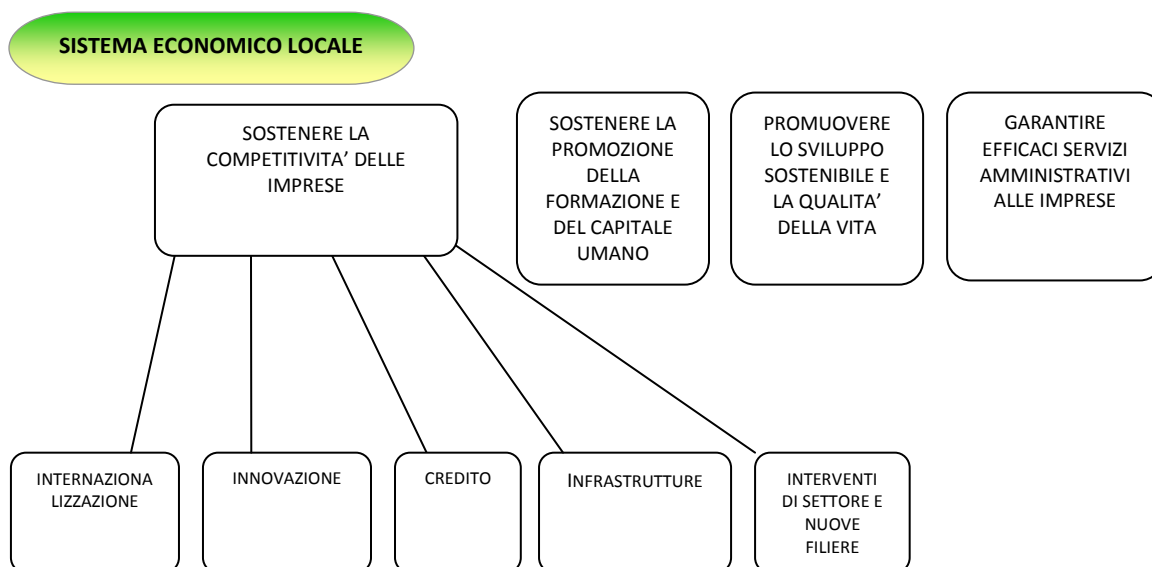 SISTEMA ECONOMICO LOCALE
SOSTENERE LA
COMPETITIVITA’ DELLE
IMPRESE
SOSTENERE LA
PROMOZIONE
DELLA
FORMAZIONE E
DEL CAPITALE
UMANO
PROMUOVERE
LO SVILUPPO
SOSTENIBILE E
LA QUALITA’
DELLA VITA
GARANTIRE
EFFICACI SERVIZI
AMMINISTRATIVI
ALLE IMPRESE
INTERNAZIONA
LIZZAZIONE
INNOVAZIONE
CREDITO
INFRASTRUTTURE
INTERVENTI
DI SETTORE E
NUOVE
FILIERE